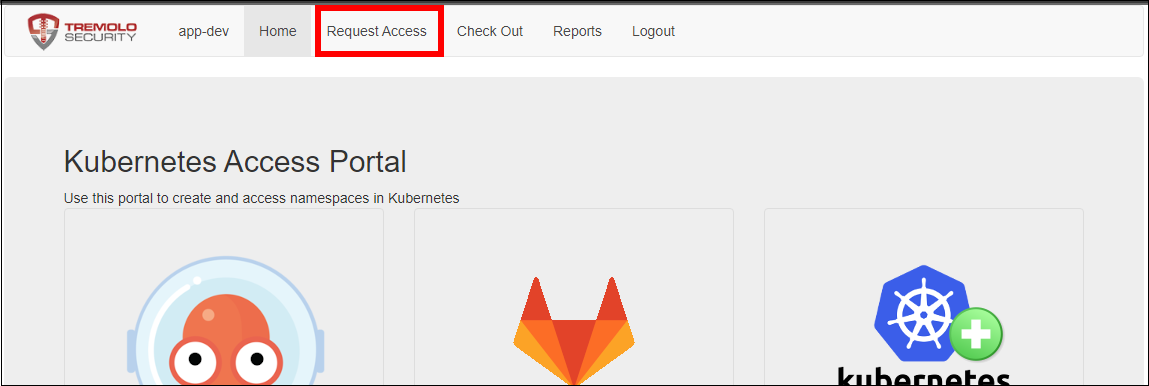 TREMOLO
SECURITY
app-dev Home Request Access Check Out Reports Logout
Kubernetes Access Portal
Use this portal to create and access namespaces in Kubernetes
kubernetes